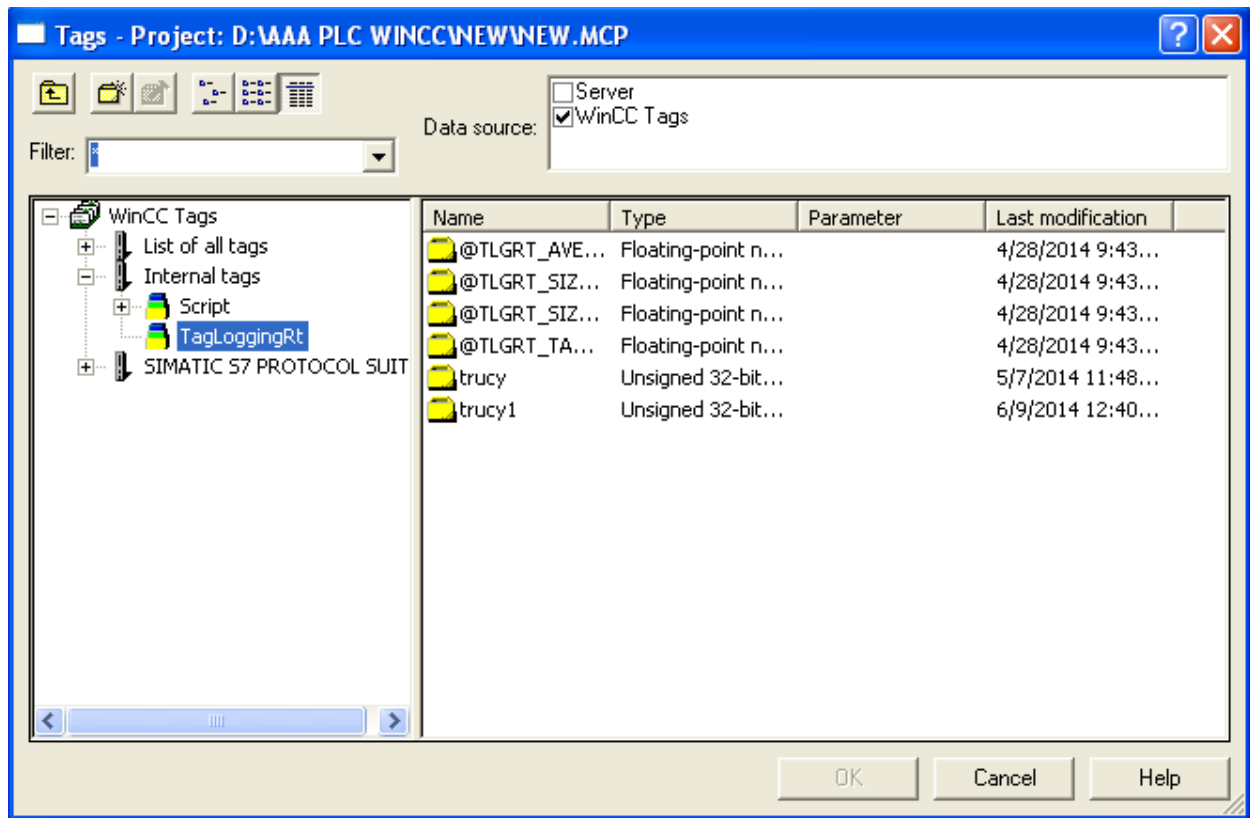 Tags - Project: D:\AAA PLC WINCC\NEW\NEW.MCP
Server
WinCC Tags
Data source:
Filter: *
WinCC Tags
List of all tags
Internal tags
Script
TagLoggingRt
SIMATIC S7 PROTOCOL SUIT
Name Type Parameter Last modification
@TLGRT_AVE... Floating-point n... 4/28/2014 9:43...
@TLGRT_SIZ... Floating-point n... 4/28/2014 9:43...
@TLGRT_SIZ... Floating-point n... 4/28/2014 9:43...
@TLGRT_TA... Floating-point n... 4/28/2014 9:43...
trucy Unsigned 32-bit... 5/7/2014 11:48...
trucy1 Unsigned 32-bit... 6/9/2014 12:40...
OK Cancel Help